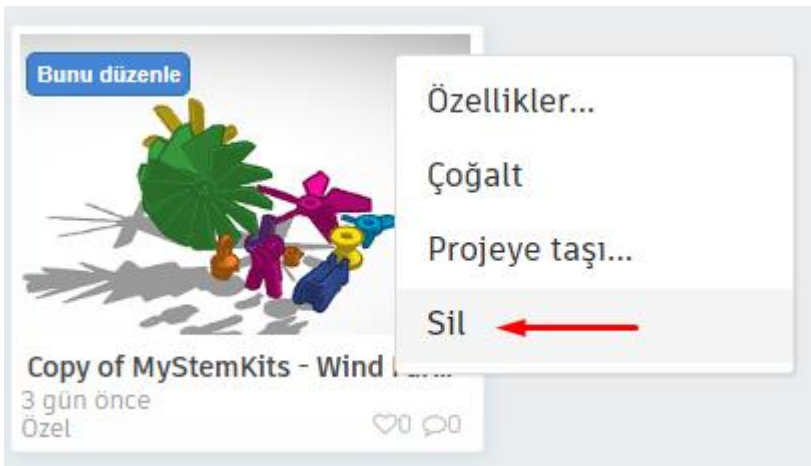 Bunu düzenle
Özellikler...
Çoğalt
Projeye taşı...
Sil
Copy of MyStemKits - Wind
3 gün önce
Özel
0 0